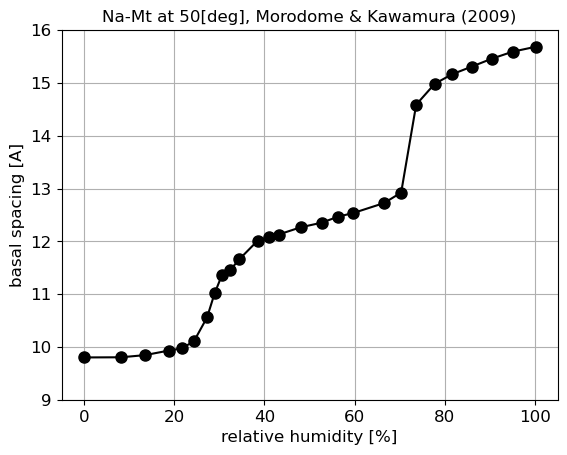 Na-Mt at 50[deg], Morodome & Kawamura (2009)
16
15
14
13
12
11
10
9
basal spacing [A]
0 20 40 60 80 100
relative humidity [%]